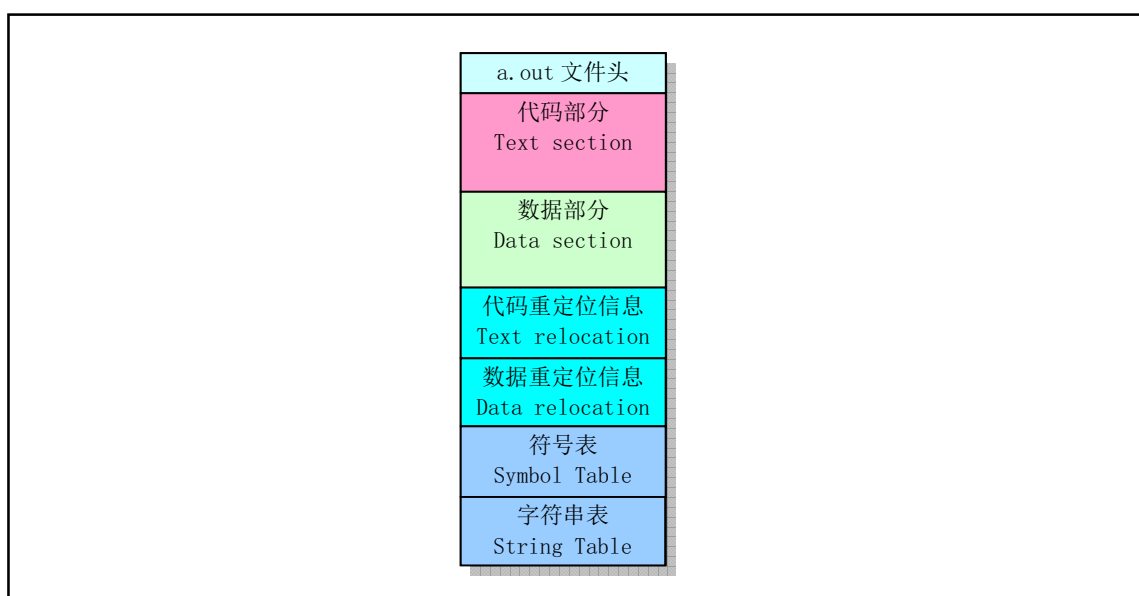 a.out 文件头
代码部分
Text section
数据部分
Data section
代码重定位信息
Text relocation
数据重定位信息
Data relocation
符号表
Symbol Table
字符串表
String Table